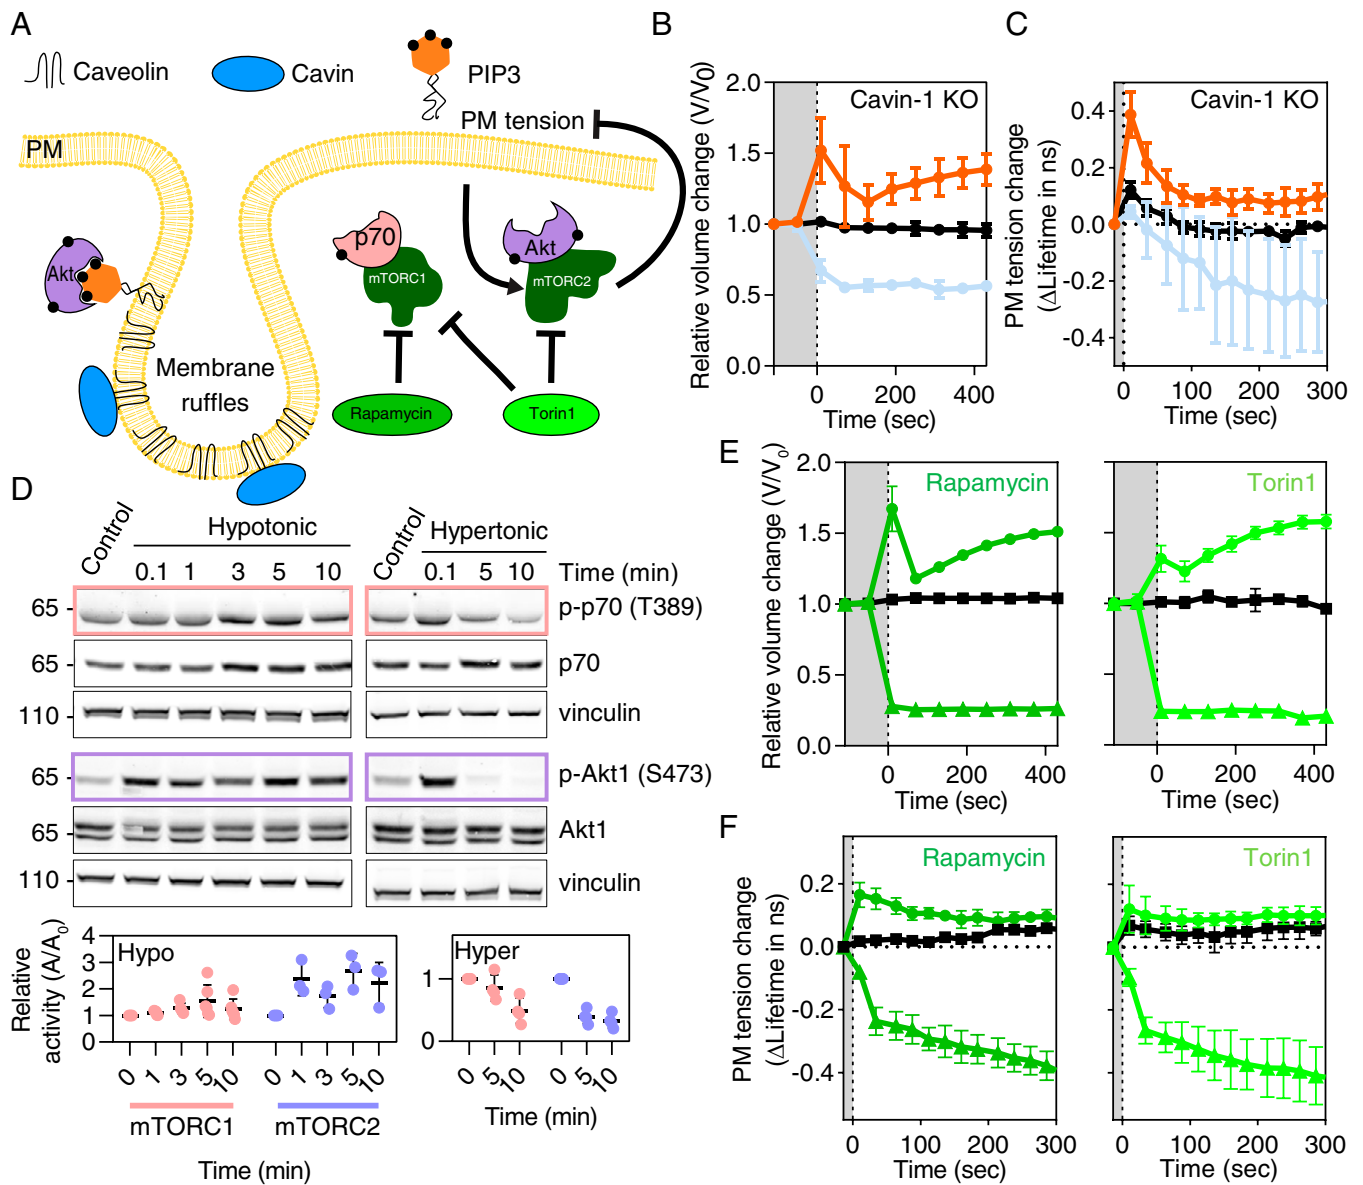 A
Caveolin
Cavin
PIP3
PM tension
PM
Akt
p70
mTORC1
Akt
mTORC2
Membrane
ruffles
Rapamycin
Torin1
B
Relative volume change (V/V0)
2.0
1.5
1.0
0.5
0.0
Cavin-1 KO
0
200
400
Time (sec)
C
PM tension change
(ΔLifetime in ns)
0.4
0.2
0.0
-0.2
-0.4
Cavin-1 KO
0
100
200
300
Time (sec)
D
Control
Hypotonic
0.1 1 3 5 10
Control
Hypertonic
0.1 5 10
Time (min)
65
p-p70 (T389)
65
p70
110
vinculin
65
p-Akt1 (S473)
65
Akt1
110
vinculin
Relative
activity (A/A0)
4
3
2
1
0
Hypo
0 1 3 5 10
0 1 3 5 10
mTORC1
mTORC2
Time (min)
Hyper
1
0
0 5 10
0 5 10
Time (min)
E
Relative volume change (V/V0)
2.0
1.5
1.0
0.5
0.0
Rapamycin
0
200
400
Time (sec)
Torin1
0
200
400
Time (sec)
F
PM tension change
(ΔLifetime in ns)
0.2
0.0
-0.2
-0.4
Rapamycin
0
100
200
300
Time (sec)
Torin1
0
100
200
300
Time (sec)